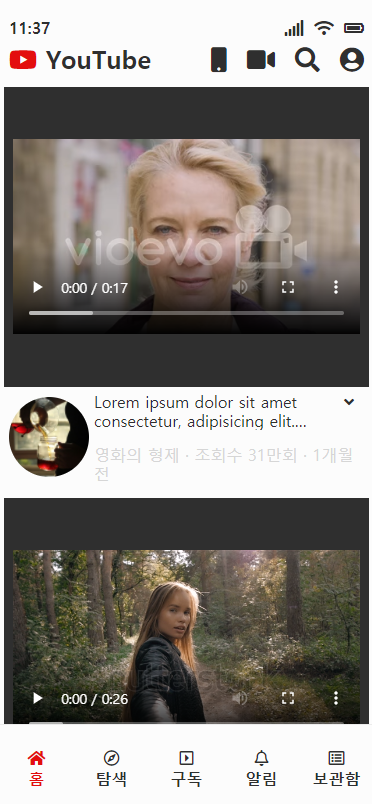 11:37
YouTube
videvo
0:00 / 0:17
Lorem ipsum dolor sit amet
consectetur, adipisicing elit....
영화의 형제 · 조회수 31만회 · 1개월
전
0:00 / 0:26
홈 탐색 구독 알림 보관함